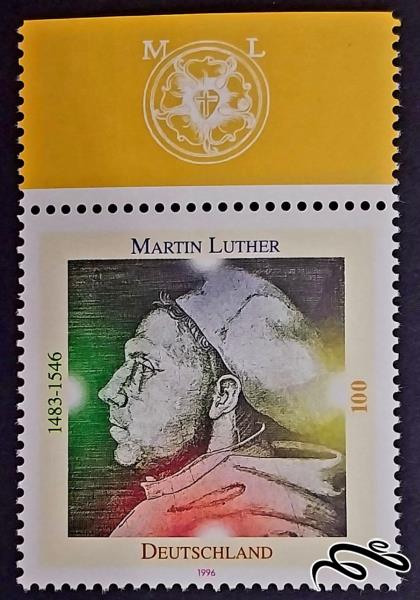 M L
MARTIN LUTHER
1483-1546
100
DEUTSCHLAND
1996